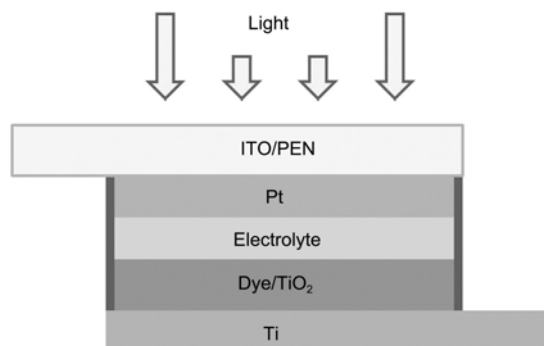 Light
ITO/PEN
Pt
Electrolyte
Dye/TiO₂
Ti